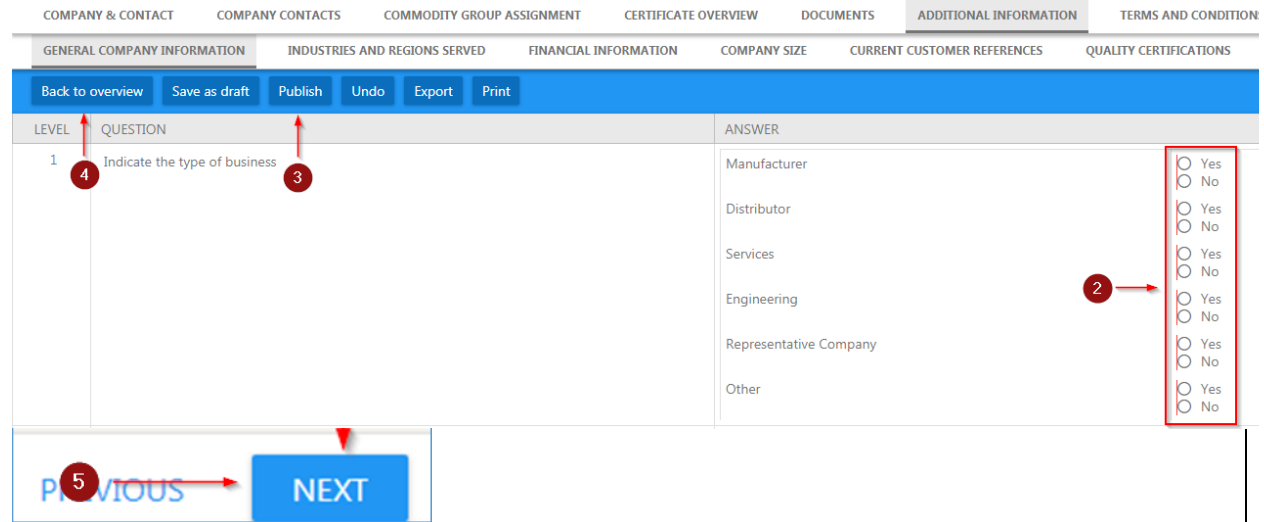 COMPANY & CONTACT COMPANY CONTACTS COMMODITY GROUP ASSIGNMENT CERTIFICATE OVERVIEW DOCUMENTS ADDITIONAL INFORMATION TERMS AND CONDITIONS
GENERAL COMPANY INFORMATION INDUSTRIES AND REGIONS SERVED FINANCIAL INFORMATION COMPANY SIZE CURRENT CUSTOMER REFERENCES QUALITY CERTIFICATIONS
Back to overview Save as draft Publish Undo Export Print
LEVEL QUESTION ANSWER
1 Indicate the type of business
4
3
Manufacturer Yes
No
Distributor Yes
No
Services Yes
No
2
Engineering Yes
No
Representative Company Yes
No
Other Yes
No
PREVIOUS 5 NEXT